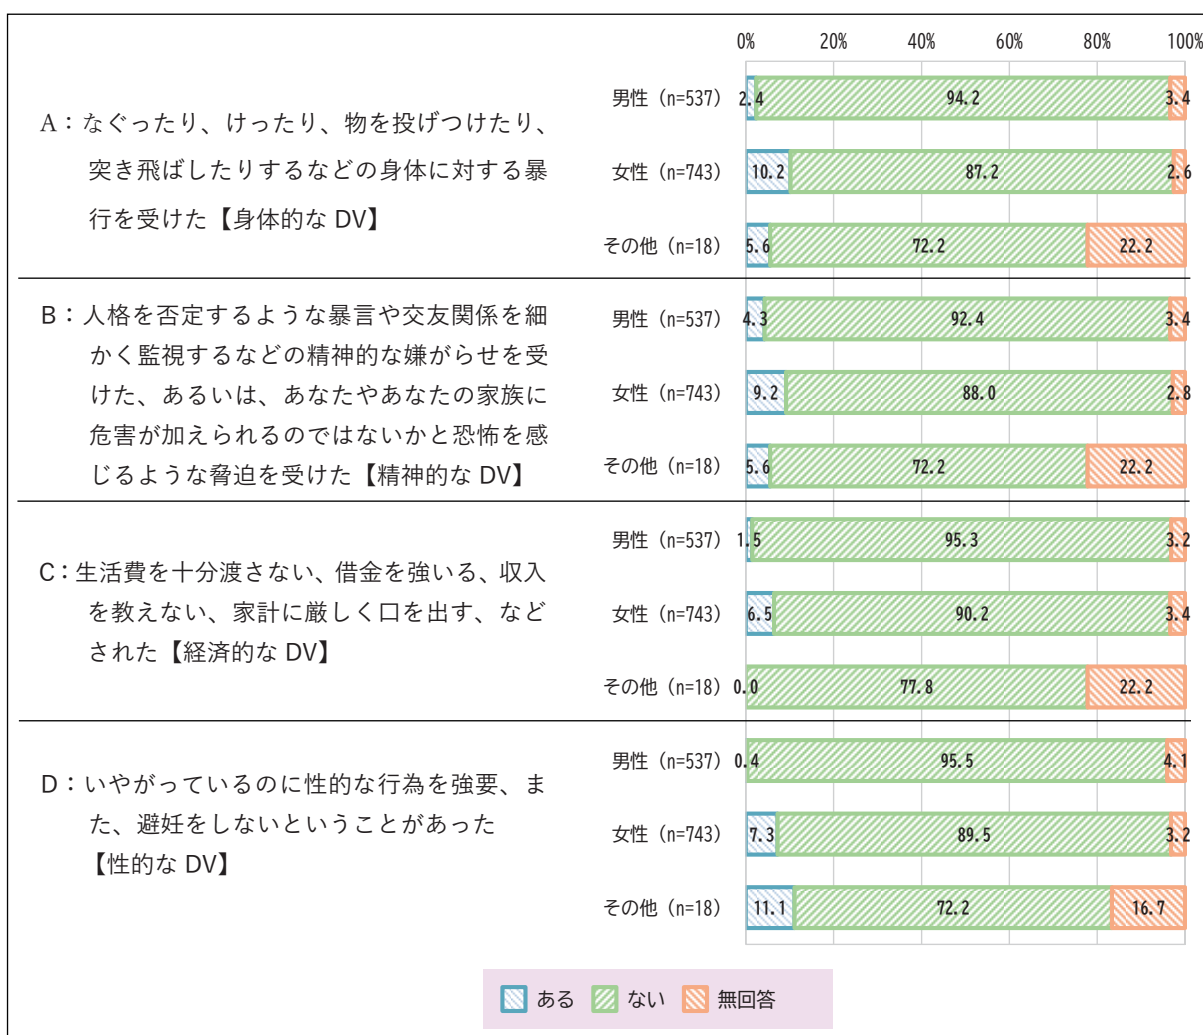 0% 20% 40% 60% 80% 100%
A：なぐったり、けったり、物を投げつけたり、
突き飛ばしたりするなどの身体に対する暴
行を受けた【身体的な DV】
男性（n=537） 2.4 94.2 3.4
女性（n=743） 10.2 87.2 2.6
その他（n=18） 5.6 72.2 22.2
B：人格を否定するような暴言や交友関係を細
かく監視するなどの精神的な嫌がらせを受
けた、あるいは、あなたやあなたの家族に
危害が加えられるのではないかと恐怖を感
じるような脅迫を受けた【精神的な DV】
男性（n=537） 4.3 92.4 3.4
女性（n=743） 9.2 88.0 2.8
その他（n=18） 5.6 72.2 22.2
C：生活費を十分渡さない、借金を強いる、収入
を教えない、家計に厳しく口を出す、など
された【経済的な DV】
男性（n=537） 1.5 95.3 3.2
女性（n=743） 6.5 90.2 3.4
その他（n=18） 0.0 77.8 22.2
D：いやがっているのに性的な行為を強要、ま
た、避妊をしないということがあった
【性的な DV】
男性（n=537） 0.4 95.5 4.1
女性（n=743） 7.3 89.5 3.2
その他（n=18） 11.1 72.2 16.7
ある ない 無回答